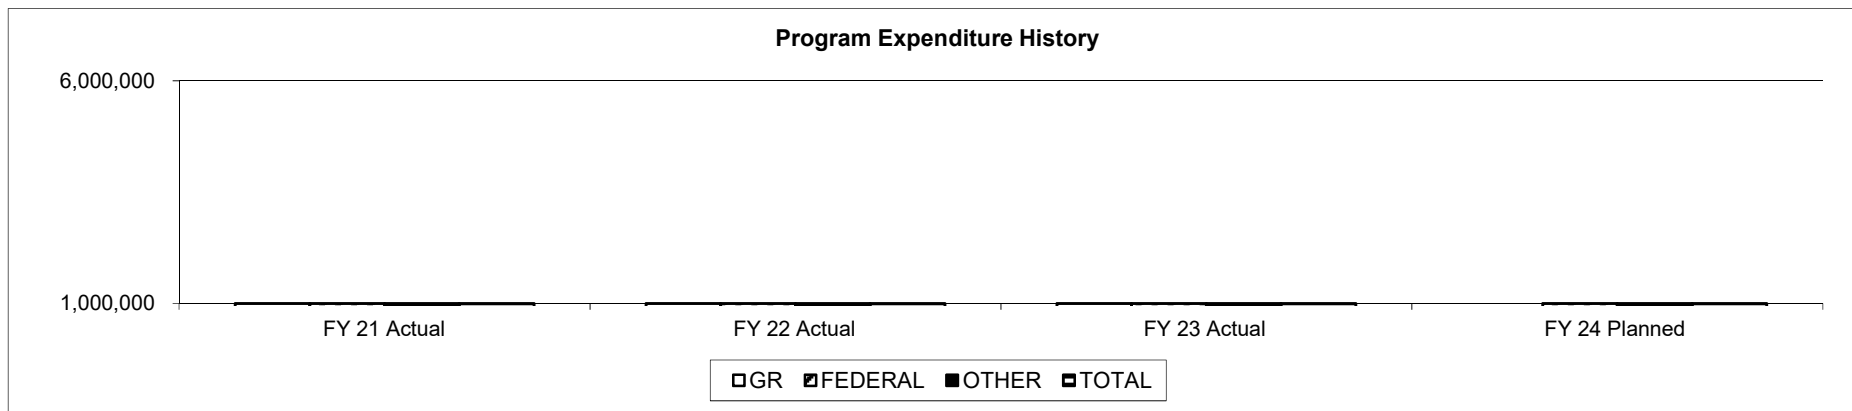 Program Expenditure History
6,000,000
1,000,000
FY 21 Actual FY 22 Actual FY 23 Actual FY 24 Planned
GR FEDERAL OTHER TOTAL